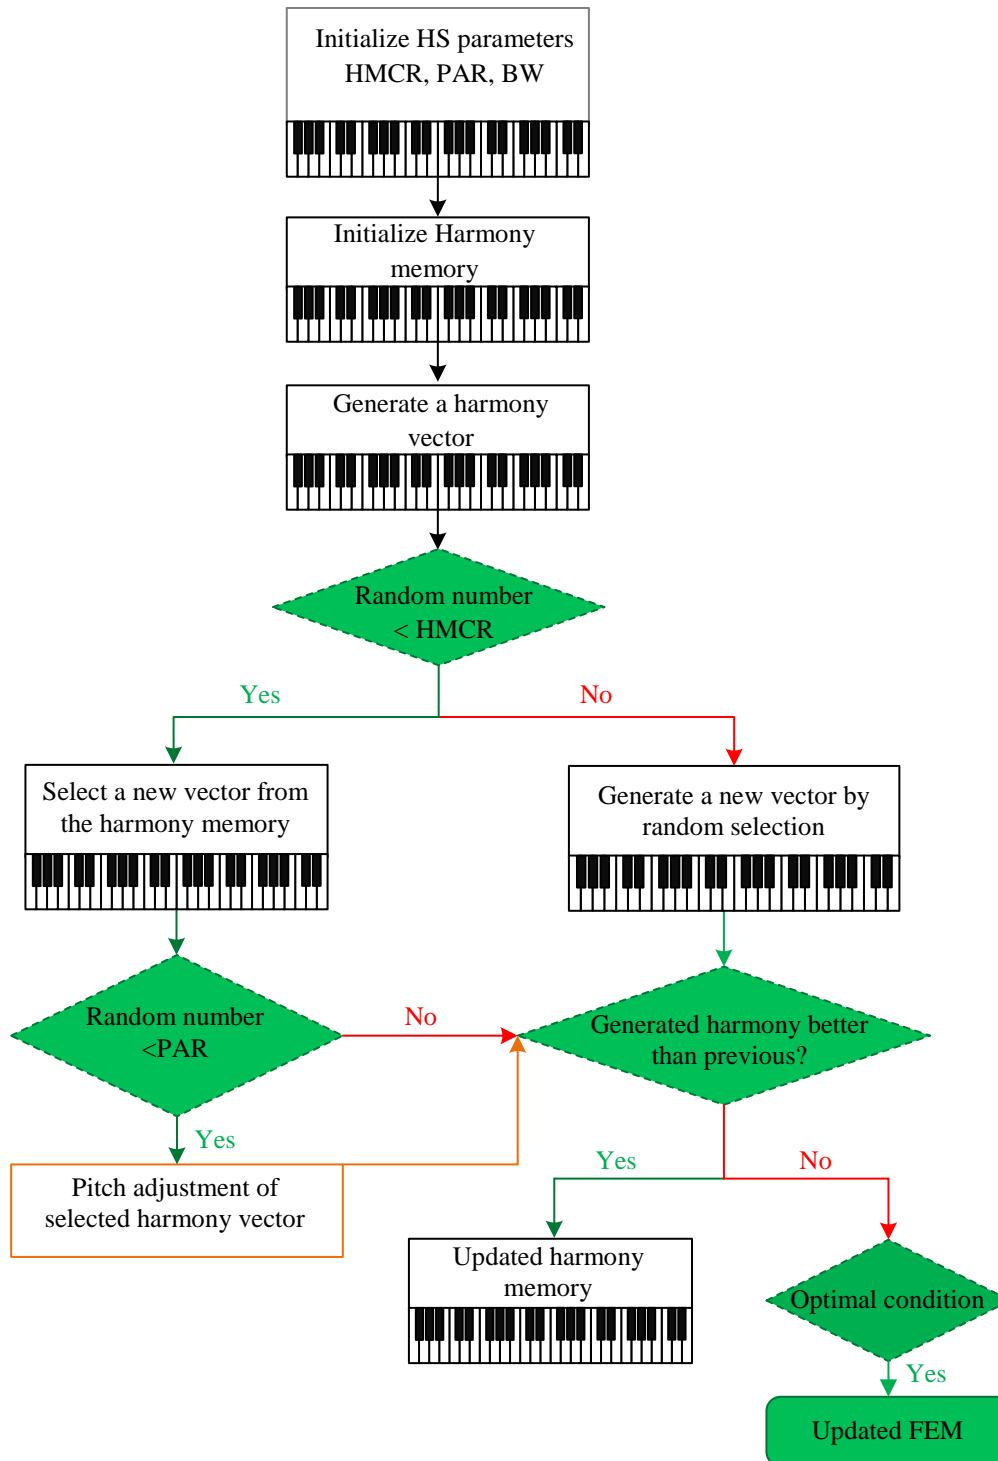 Initialize HS parameters
HMCR, PAR, BW
Initialize Harmony
memory
Generate a harmony
vector
Random number
< HMCR
Yes
No
Select a new vector from
the harmony memory
Generate a new vector by
random selection
Random number
<PAR
No
Generated harmony better
than previous?
Yes
Pitch adjustment of
selected harmony vector
Yes
No
Updated harmony
memory
Optimal condition
Yes
Updated FEM